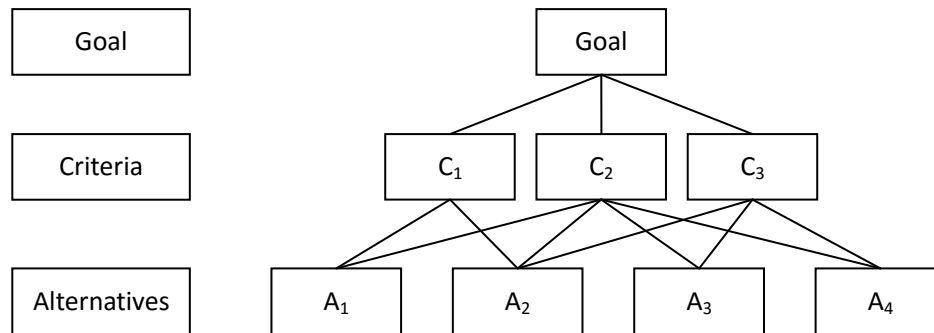 Goal
Goal
Criteria
C₁
C₂
C₃
Alternatives
A₁
A₂
A₃
A₄